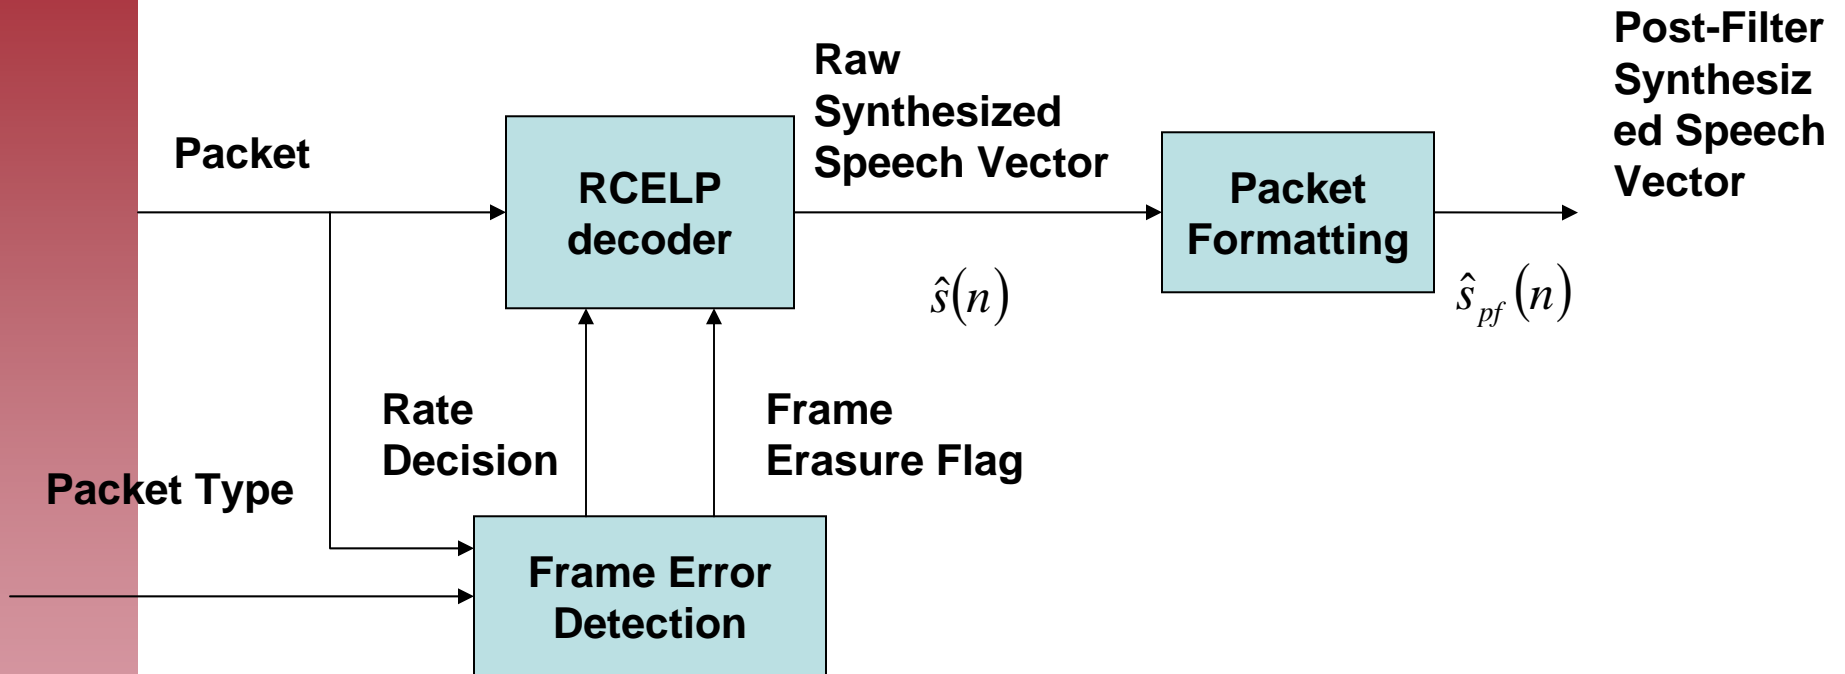 Packet
RCELP
decoder
Raw
Synthesized
Speech Vector
Packet
Formatting
Post-Filter
Synthesiz
ed Speech
Vector
ŝ(n)
ŝ_pf(n)
Rate
Decision
Frame
Erasure Flag
Packet Type
Frame Error
Detection